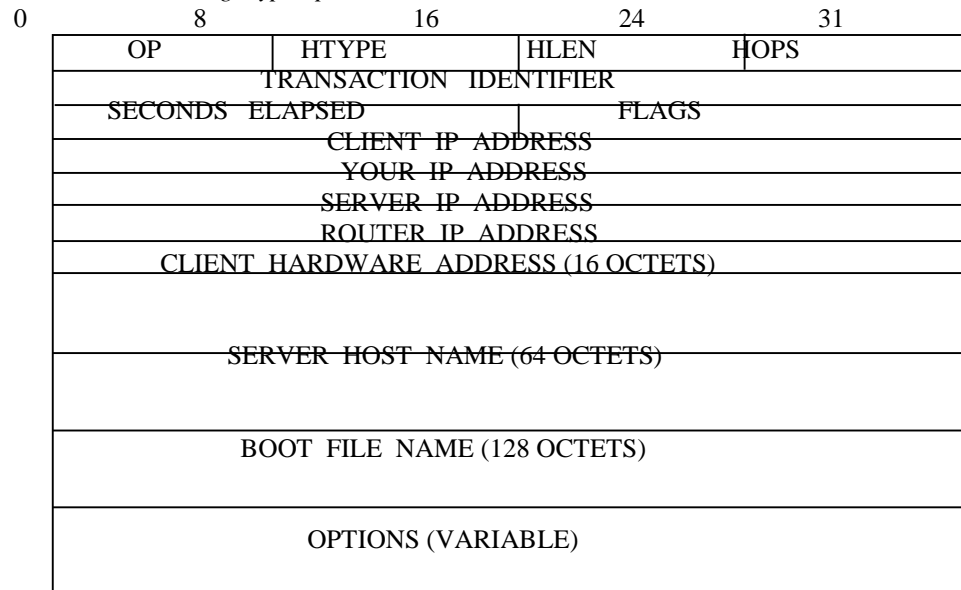 0 8 16 24 31
OP HTYPE HLEN HOPS
TRANSACTION IDENTIFIER
SECONDS ELAPSED FLAGS
CLIENT IP ADDRESS
YOUR IP ADDRESS
SERVER IP ADDRESS
ROUTER IP ADDRESS
CLIENT HARDWARE ADDRESS (16 OCTETS)
SERVER HOST NAME (64 OCTETS)
BOOT FILE NAME (128 OCTETS)
OPTIONS (VARIABLE)